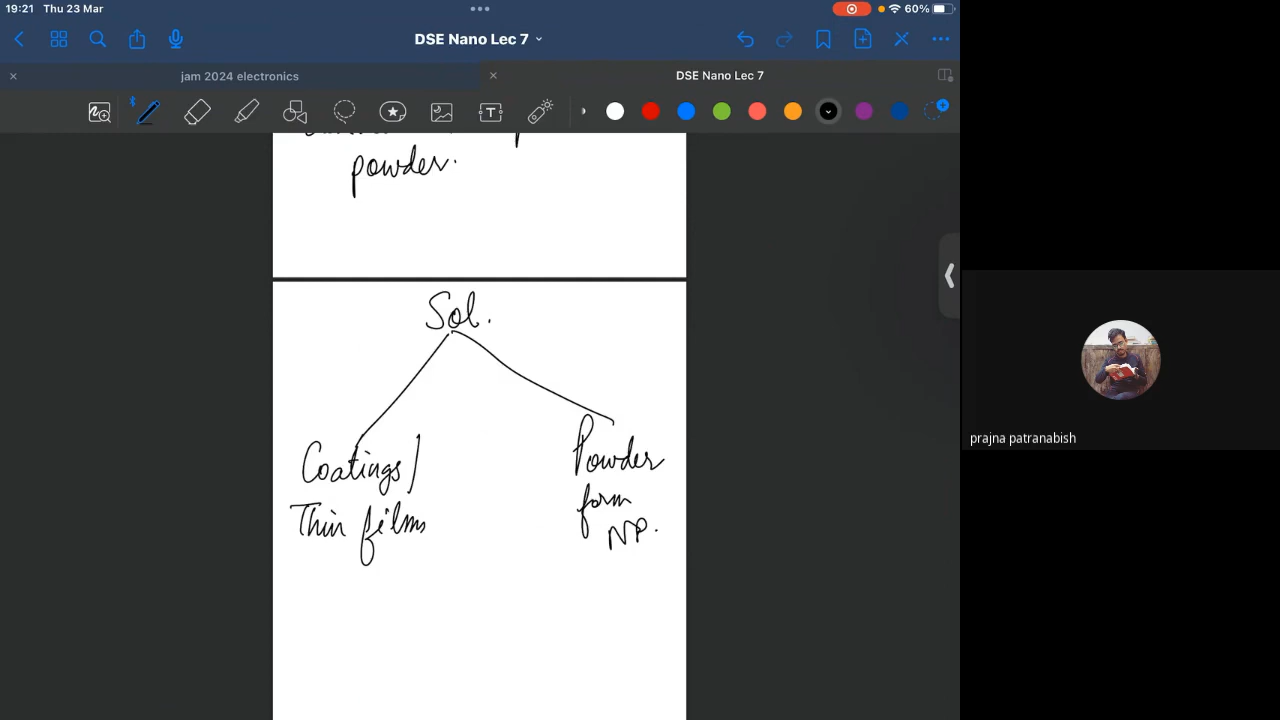 19:21 Thu 23 Mar
60%
DSE Nano Lec 7
jam 2024 electronics
DSE Nano Lec 7
T
powder.
Sol.
Coatings/
Thin films
Powder
form
NP.
prajna patranabish